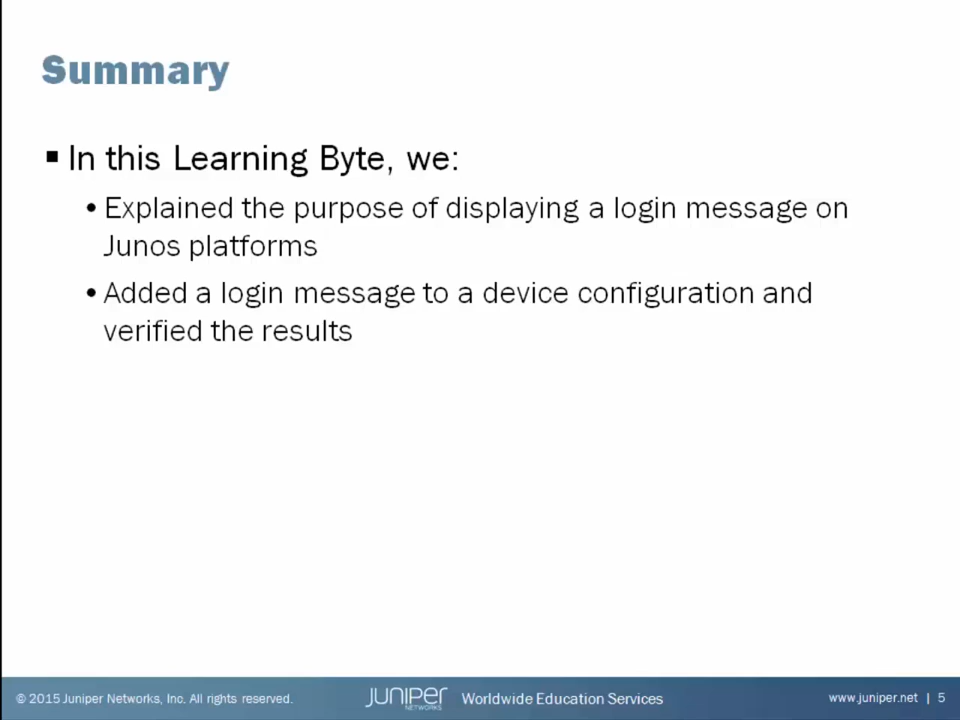 Summary
▪ In this Learning Byte, we:
• Explained the purpose of displaying a login message on
Junos platforms
• Added a login message to a device configuration and
verified the results
© 2015 Juniper Networks, Inc. All rights reserved.
JUNIPER
NETWORKS
Worldwide Education Services
www.juniper.net | 5